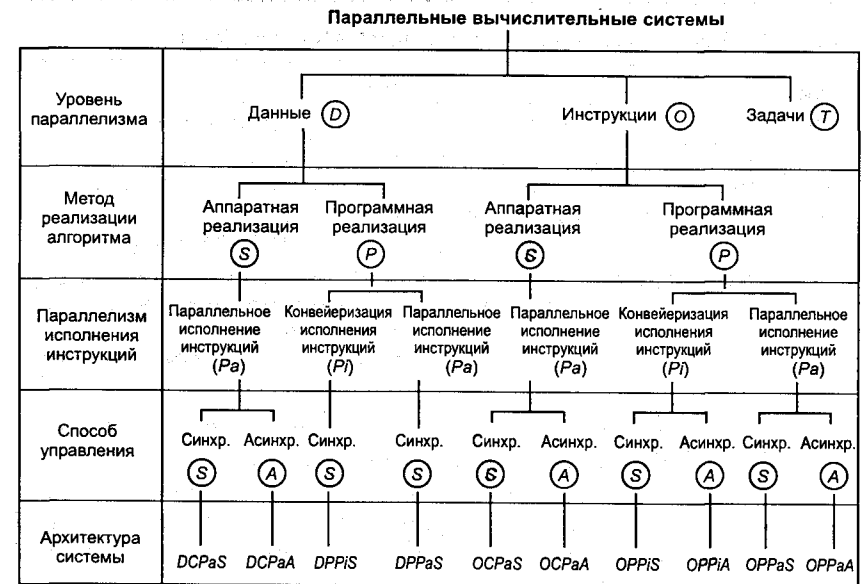 Параллельные вычислительные системы
Уровень
параллелизма
Данные D
Инструкции O
Задачи T
Метод
реализации
алгоритма
Аппаратная
реализация
S
Программная
реализация
P
Аппаратная
реализация
S
Программная
реализация
P
Параллелизм
исполнения
инструкций
Параллельное
исполнение
инструкций
(Pa)
Конвейеризация
исполнения
инструкций
(Pi)
Параллельное
исполнение
инструкций
(Pa)
Параллельное
исполнение
инструкций
(Pa)
Конвейеризация
исполнения
инструкций
(Pi)
Параллельное
исполнение
инструкций
(Pa)
Способ
управления
Синхр. Асинхр. Синхр. Синхр. Синхр. Асинхр. Синхр. Асинхр. Синхр. Асинхр.
S A S S S A S A S A
Архитектура
системы
DCPaS DCPaA DPPiS DPPaS OCPaS OCPaA OPPiS OPPiA OPPaS OPPaA